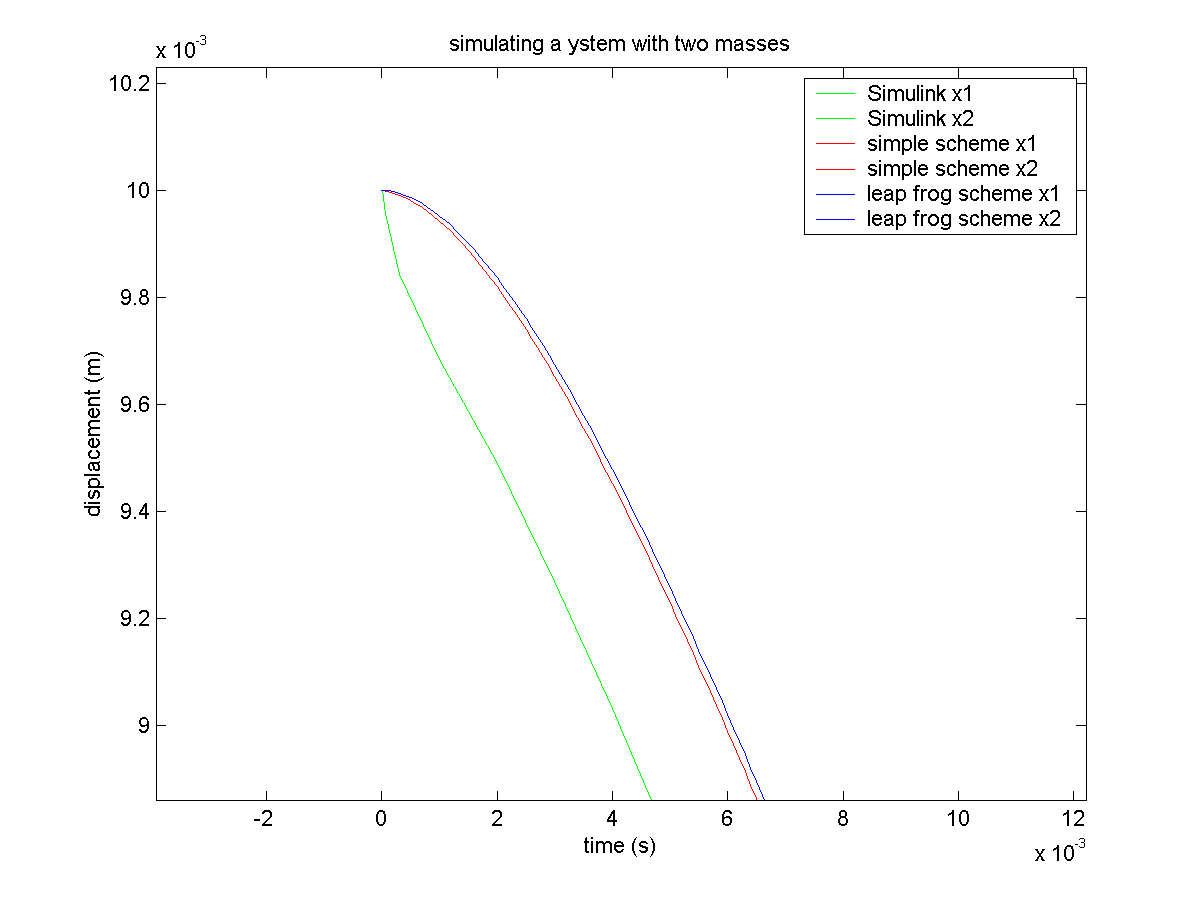 simulating a ystem with two masses
x 10-3
10.2
10
9.8
9.6
9.4
9.2
9
displacement (m)
Simulink x1
Simulink x2
simple scheme x1
simple scheme x2
leap frog scheme x1
leap frog scheme x2
-2 0 2 4 6 8 10 12
time (s)
x 10-3